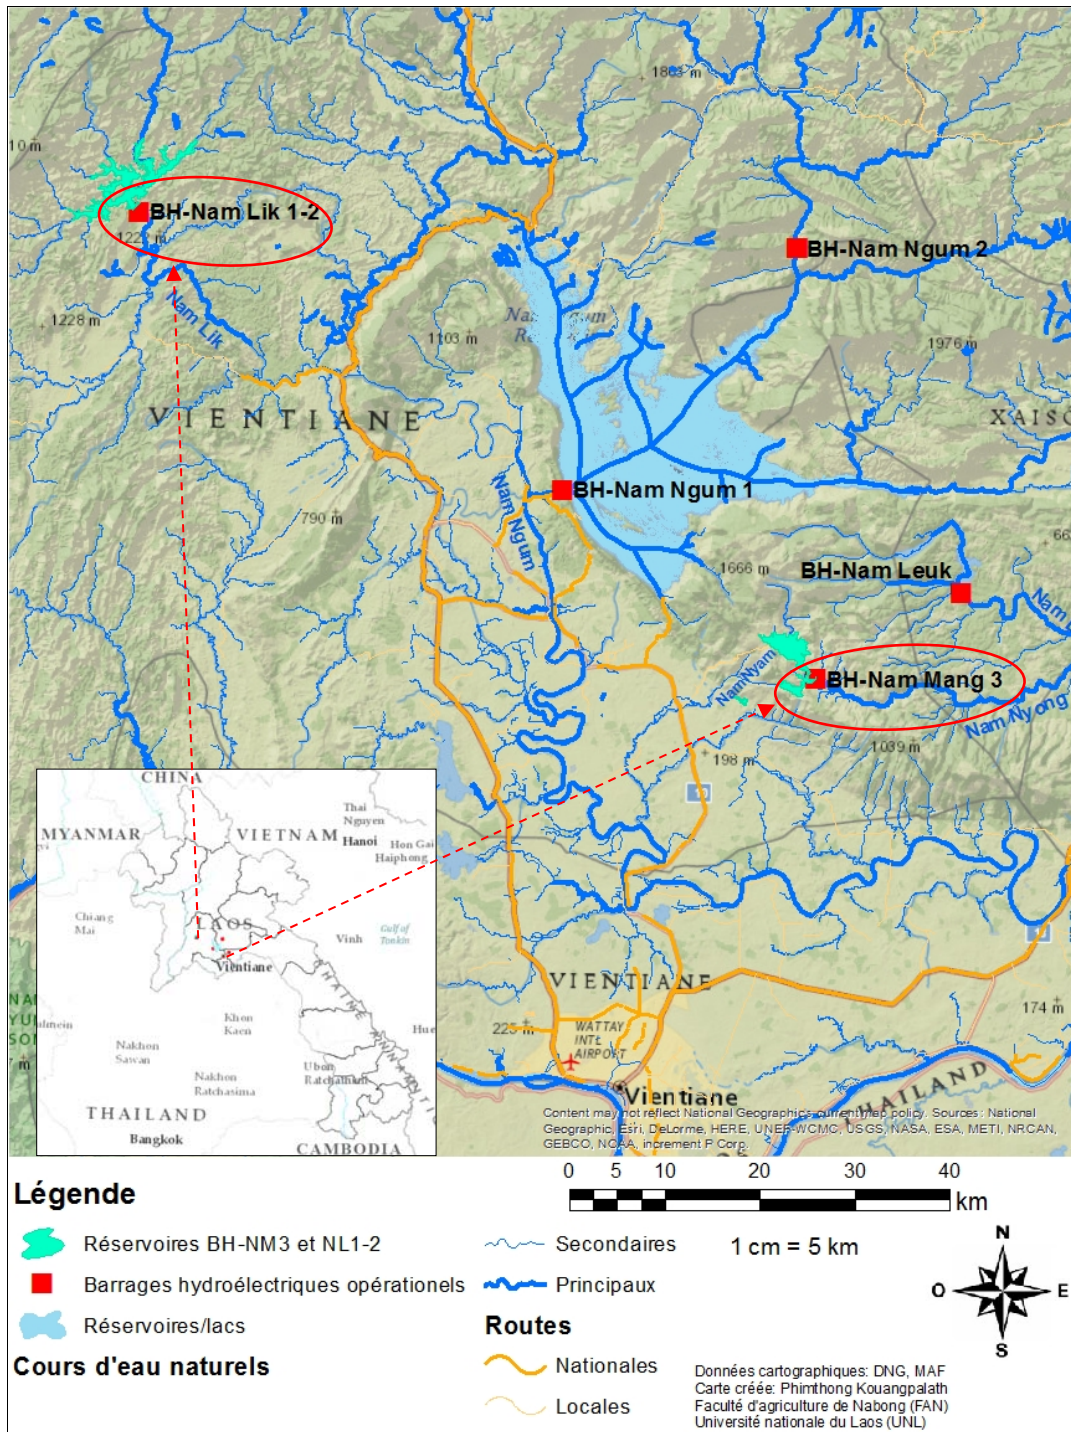 1803 m
10 m
BH-Nam Lik 1-2
1222 m
BH-Nam Ngum 2
Nam Lik
1228 m
1103 m
1976 m
VIENTIANE
XAISO
BH-Nam Ngum 1
Nam Ngum
790 m
1666 m
BH-Nam Leuk
Nam
Nam Nyam
BH-Nam Mang 3
Nam Nyong
1039 m
198 m
CHINA
MYANMAR
VIETNAM
Thai
Nguyen
Hanoi
Hon Gai
Haiphong
LAOS
Chiang
Mai
Vinh
Gulf of
Tonkin
Vientiane
Khon
Kaen
Hue
Nakhon
Sawan
Nakhon
Ratchasima
Ubon
Ratchathani
THAILAND
Bangkok
CAMBODIA
VIENTIANE
225 m
WATTAY
INT'L
AIRPORT
174 m
Vientiane
THAILAND
Content may not reflect National Geographic's current map policy. Sources: National
Geographic, Esri, DeLorme, HERE, UNEP-WCMC, USGS, NASA, ESA, METI, NRCAN,
GEBCO, NOAA, increment P Corp.
0 5 10 20 30 40
km
Légende
Réservoires BH-NM3 et NL1-2
Barrages hydroélectriques opérationels
Réservoires/lacs
Cours d'eau naturels
Secondaires
Principaux
1 cm = 5 km
Routes
Nationales
Locales
N
O
E
S
Données cartographiques: DNG, MAF
Carte créée: Phimthong Kouangpalath
Faculté d'agriculture de Nabong (FAN)
Université nationale du Laos (UNL)